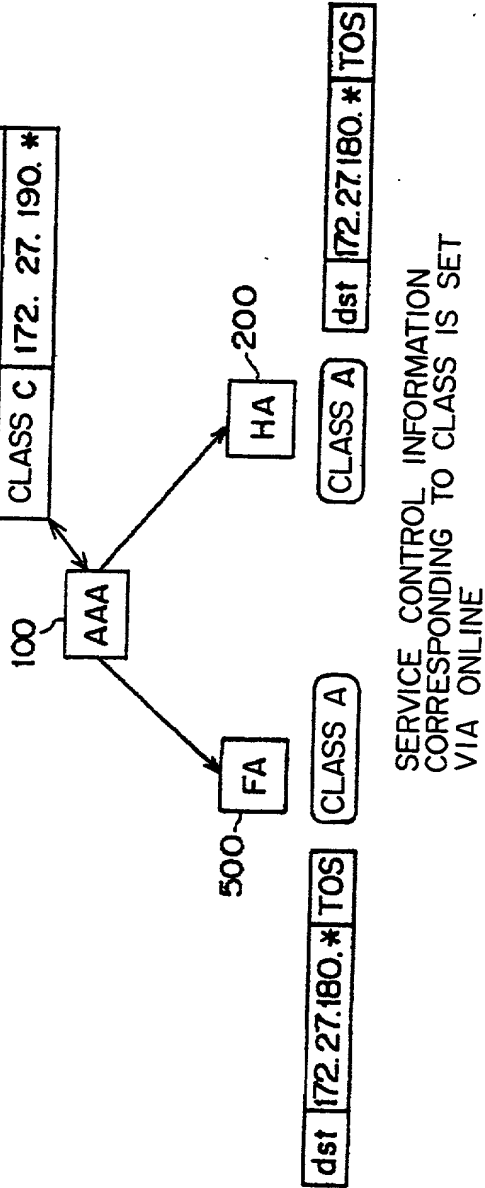 CLASS C 172. 27. 190. *
100
AAA
500
FA
HA
200
CLASS A
CLASS A
dst 172.27.180. * TOS
dst 172.27.180. * TOS
SERVICE CONTROL INFORMATION
CORRESPONDING TO CLASS IS SET
VIA ONLINE